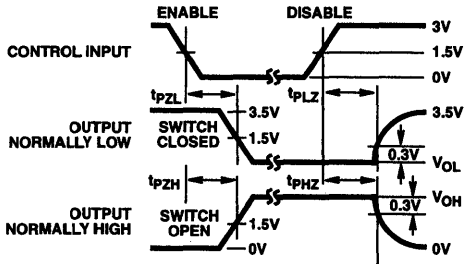 ENABLE DISABLE
CONTROL INPUT
3V
1.5V
0V
tPZL tPLZ
3.5V 3.5V
OUTPUT NORMALLY LOW
SWITCH CLOSED
1.5V
0.3V
VOL
tPZH tPHZ
VOH
0.3V
OUTPUT NORMALLY HIGH
SWITCH OPEN
1.5V
0V 0V